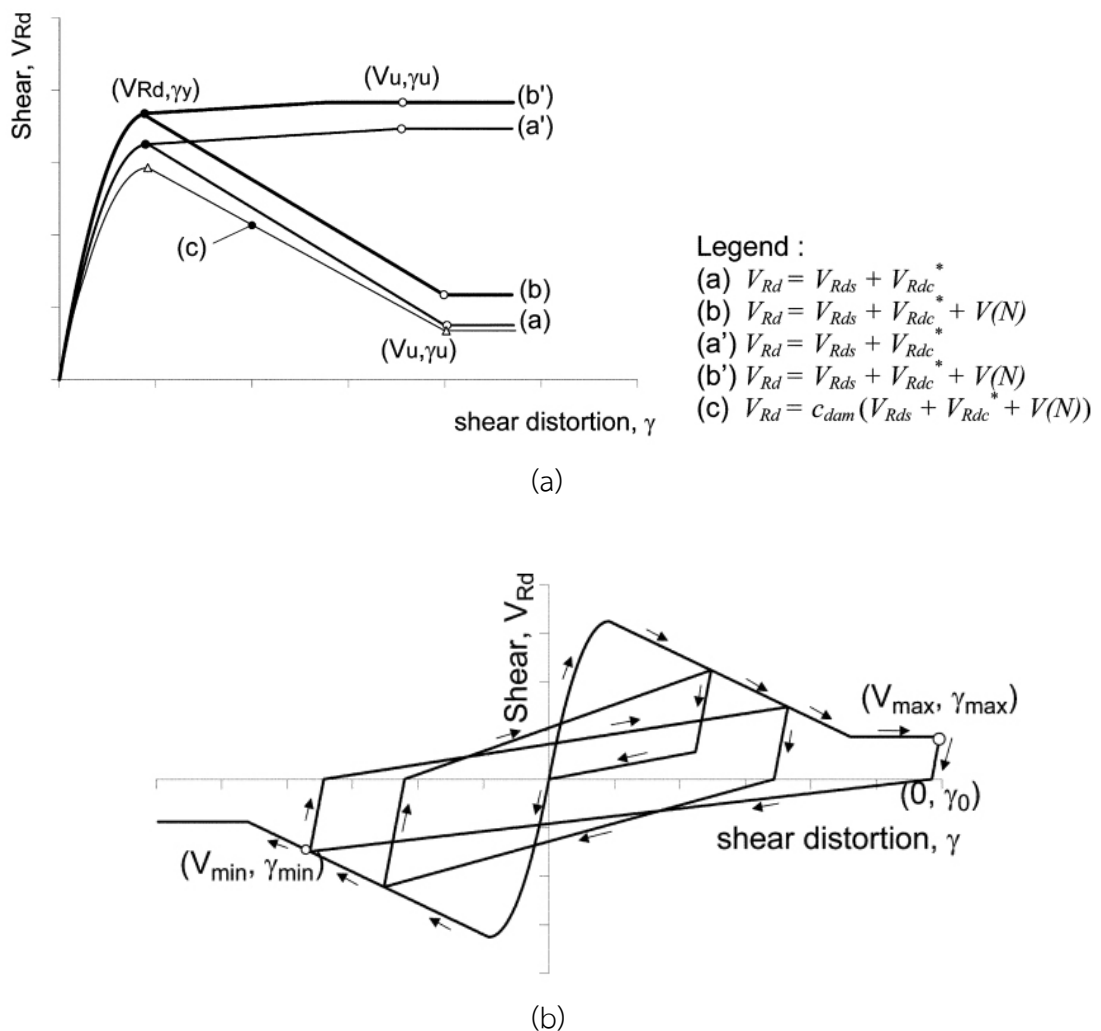 Shear, VRd
(VRd,γy)
(Vu,γu)
(b')
(a')
(c)
(b)
(a)
(Vu,γu)
shear distortion, γ
Legend :
(a) VRd = VRds + VRdc*
(b) VRd = VRds + VRdc* + V(N)
(a') VRd = VRds + VRdc*
(b') VRd = VRds + VRdc* + V(N)
(c) VRd = cdam (VRds + VRdc* + V(N))
(a)
Shear, VRd
(Vmax, γmax)
(0, γ0)
shear distortion, γ
(Vmin, γmin)
(b)